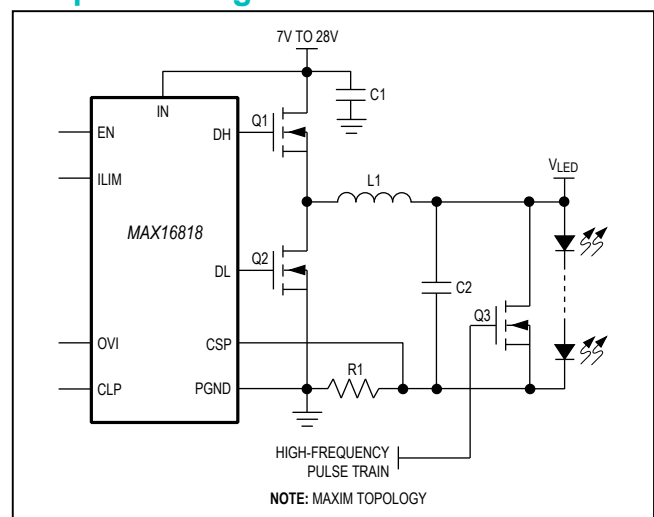 7V TO 28V
C1
IN
EN
DH
Q1
ILIM
L1
VLED
MAX16818
DL
Q2
C2
Q3
OVI
CSP
CLP
PGND
R1
HIGH-FREQUENCY
PULSE TRAIN
NOTE: MAXIM TOPOLOGY